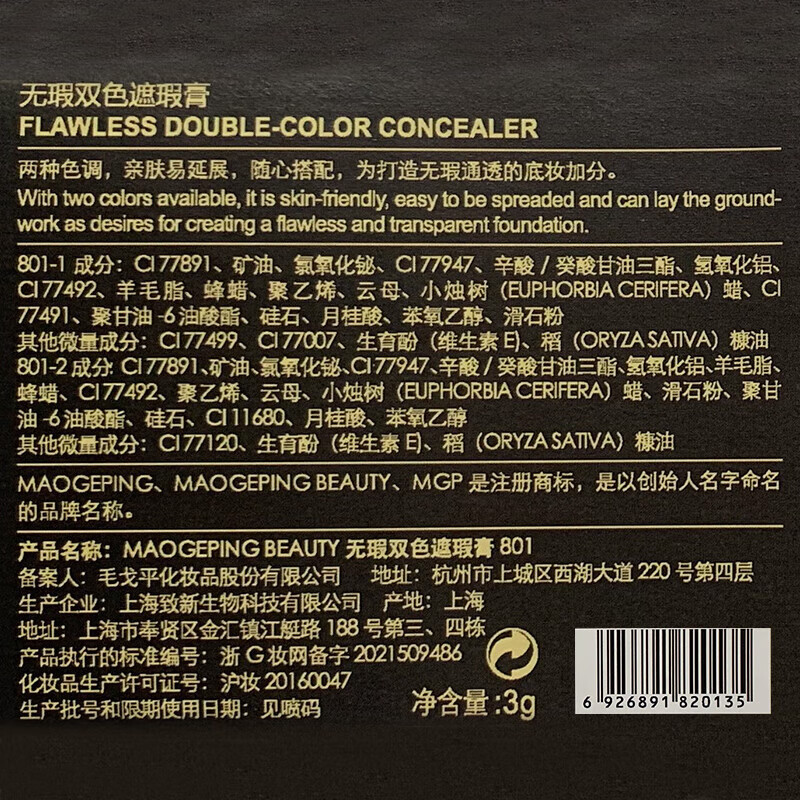 无瑕双色遮瑕膏
FLAWLESS DOUBLE-COLOR CONCEALER
两种色调，亲肤易延展，随心搭配，为打造无瑕通透的底妆加分。
With two colors available, it is skin-friendly, easy to be spreaded and can lay the ground-
work as desires for creating a flawless and transparent foundation.
801-1 成分：CI 77891、矿油、氯氧化铋、CI 77947、辛酸 / 癸酸甘油三酯、氢氧化铝、
CI 77492、羊毛脂、蜂蜡、聚乙烯、云母、小烛树（EUPHORBIA CERIFERA）蜡、CI
77491、聚甘油 -6 油酸酯、硅石、月桂酸、苯氧乙醇、滑石粉
其他微量成分：CI 77499、CI 77007、生育酚（维生素 E)、稻（ORYZA SATIVA）糠油
801-2 成分: CI 77891、矿油、氯氧化铋、CI 77947、辛酸 / 癸酸甘油三酯、氢氧化铝、羊毛脂、
蜂蜡、CI 77492、聚乙烯、云母、小烛树（EUPHORBIA CERIFERA）蜡、滑石粉、聚甘
油 -6 油酸酯、硅石、CI 11680、月桂酸、苯氧乙醇
其他微量成分：CI 77120、生育酚（维生素 E)、稻（ORYZA SATIVA）糠油
MAOGEPING、MAOGEPING BEAUTY、MGP 是注册商标，是以创始人名字命名
的品牌名称。
产品名称：MAOGEPING BEAUTY 无瑕双色遮瑕膏 801
备案人：毛戈平化妆品股份有限公司 地址：杭州市上城区西湖大道 220 号第四层
生产企业：上海致新生物科技有限公司 产地：上海
地址：上海市奉贤区金汇镇江艇路 188 号第三、四栋
产品执行的标准编号：浙 G 妆网备字 2021509486
化妆品生产许可证号：沪妆 20160047
生产批号和限期使用日期：见喷码
净含量:3g
6 926891 820135